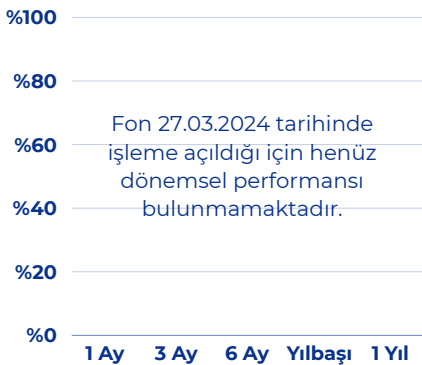 %100
%80
Fon 27.03.2024 tarihinde
%60
işleme açıldığı için henüz
dönemsel performansı
%40
bulunmamaktadır.
%20
%0
1 Ay 3 Ay 6 Ay Yılbaşı 1 Yıl